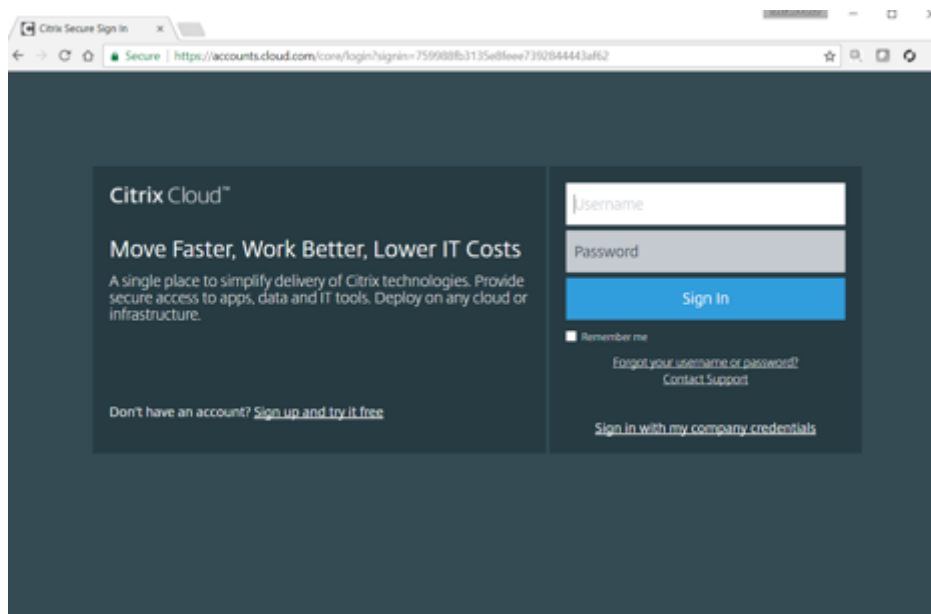 Citrix Secure Sign In
Secure
https://accounts.cloud.com/core/login?signin=759988fb3135e8feee7392844443af62
Citrix Cloud™
Move Faster, Work Better, Lower IT Costs
A single place to simplify delivery of Citrix technologies. Provide
secure access to apps, data and IT tools. Deploy on any cloud or
infrastructure.
Don't have an account? Sign up and try it free
Username
Password
Sign In
Remember me
Forgot your username or password?
Contact Support
Sign in with my company credentials